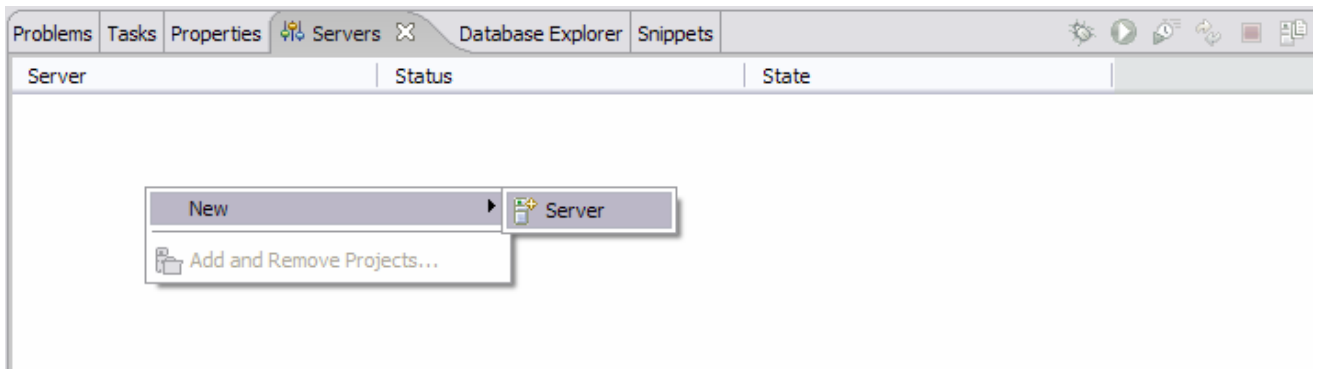 Problems Tasks Properties Servers Database Explorer Snippets
Server Status State
New Server
Add and Remove Projects...